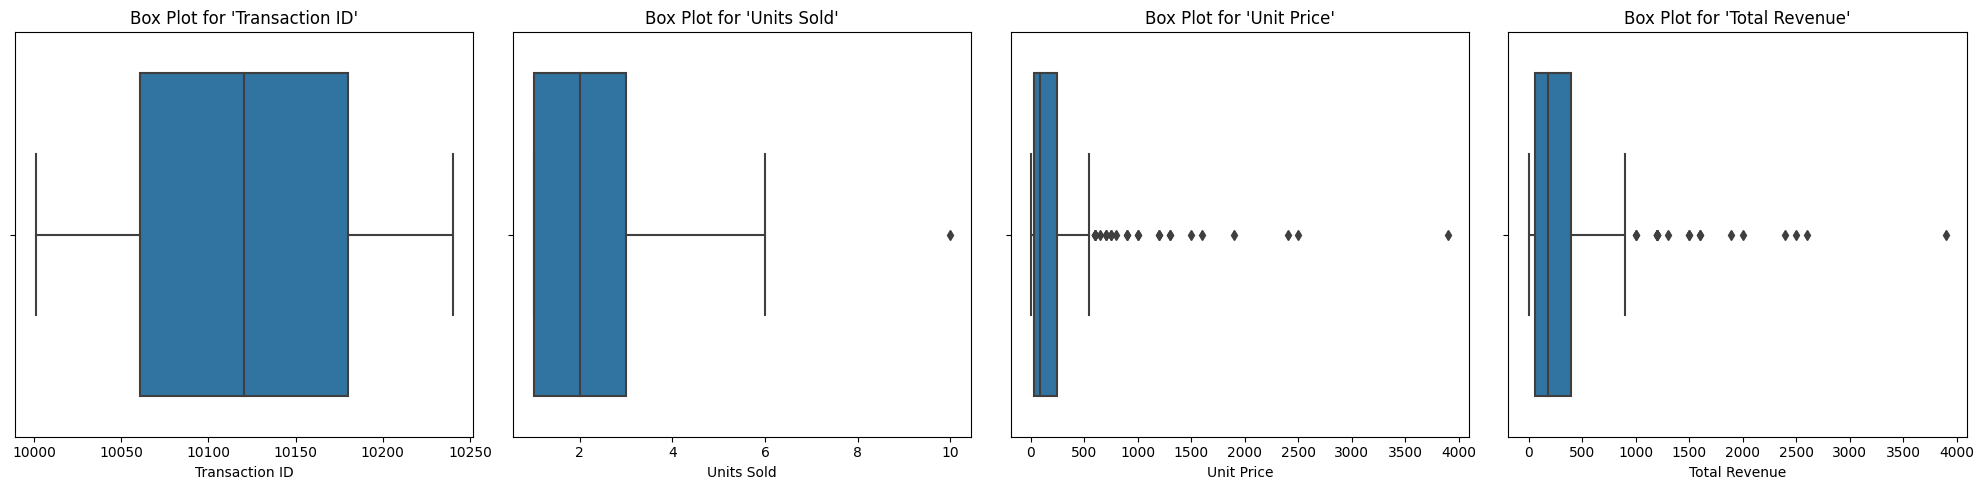 Box Plot for 'Transaction ID'
10000 10050 10100 10150 10200 10250
Transaction ID
Box Plot for 'Units Sold'
2 4 6 8 10
Units Sold
Box Plot for 'Unit Price'
0 500 1000 1500 2000 2500 3000 3500 4000
Unit Price
Box Plot for 'Total Revenue'
0 500 1000 1500 2000 2500 3000 3500 4000
Total Revenue